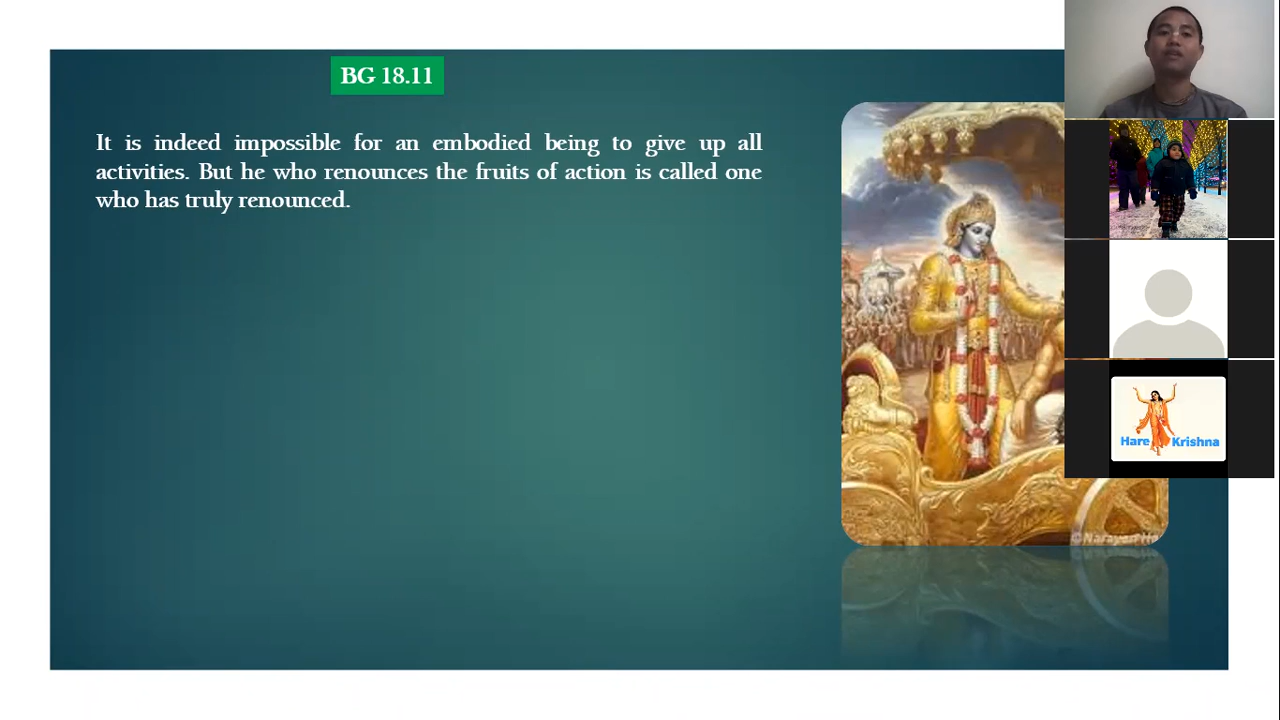 BG 18.11
It is indeed impossible for an embodied being to give up all
activities. But he who renounces the fruits of action is called one
who has truly renounced.
Hare Krishna